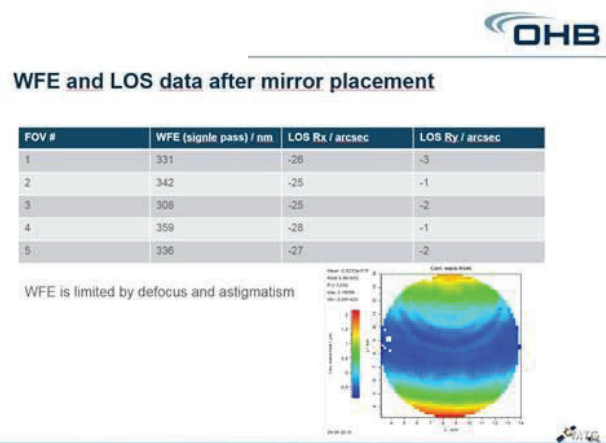 OHB
WFE and LOS data after mirror placement
FOV # WFE (signle pass) / nm LOS Rx / arcsec LOS Ry / arcsec
1 331 -26 -3
2 342 -25 -1
3 308 -25 -2
4 359 -28 -1
5 336 -27 -2
WFE is limited by defocus and astigmatism